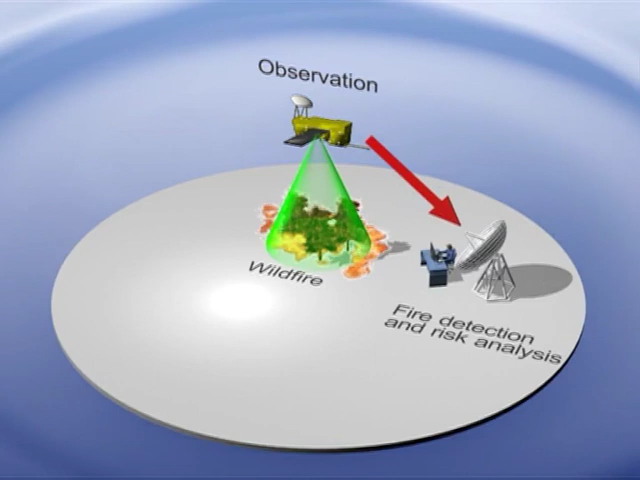 Observation
Wildfire
Fire detection
and risk analysis